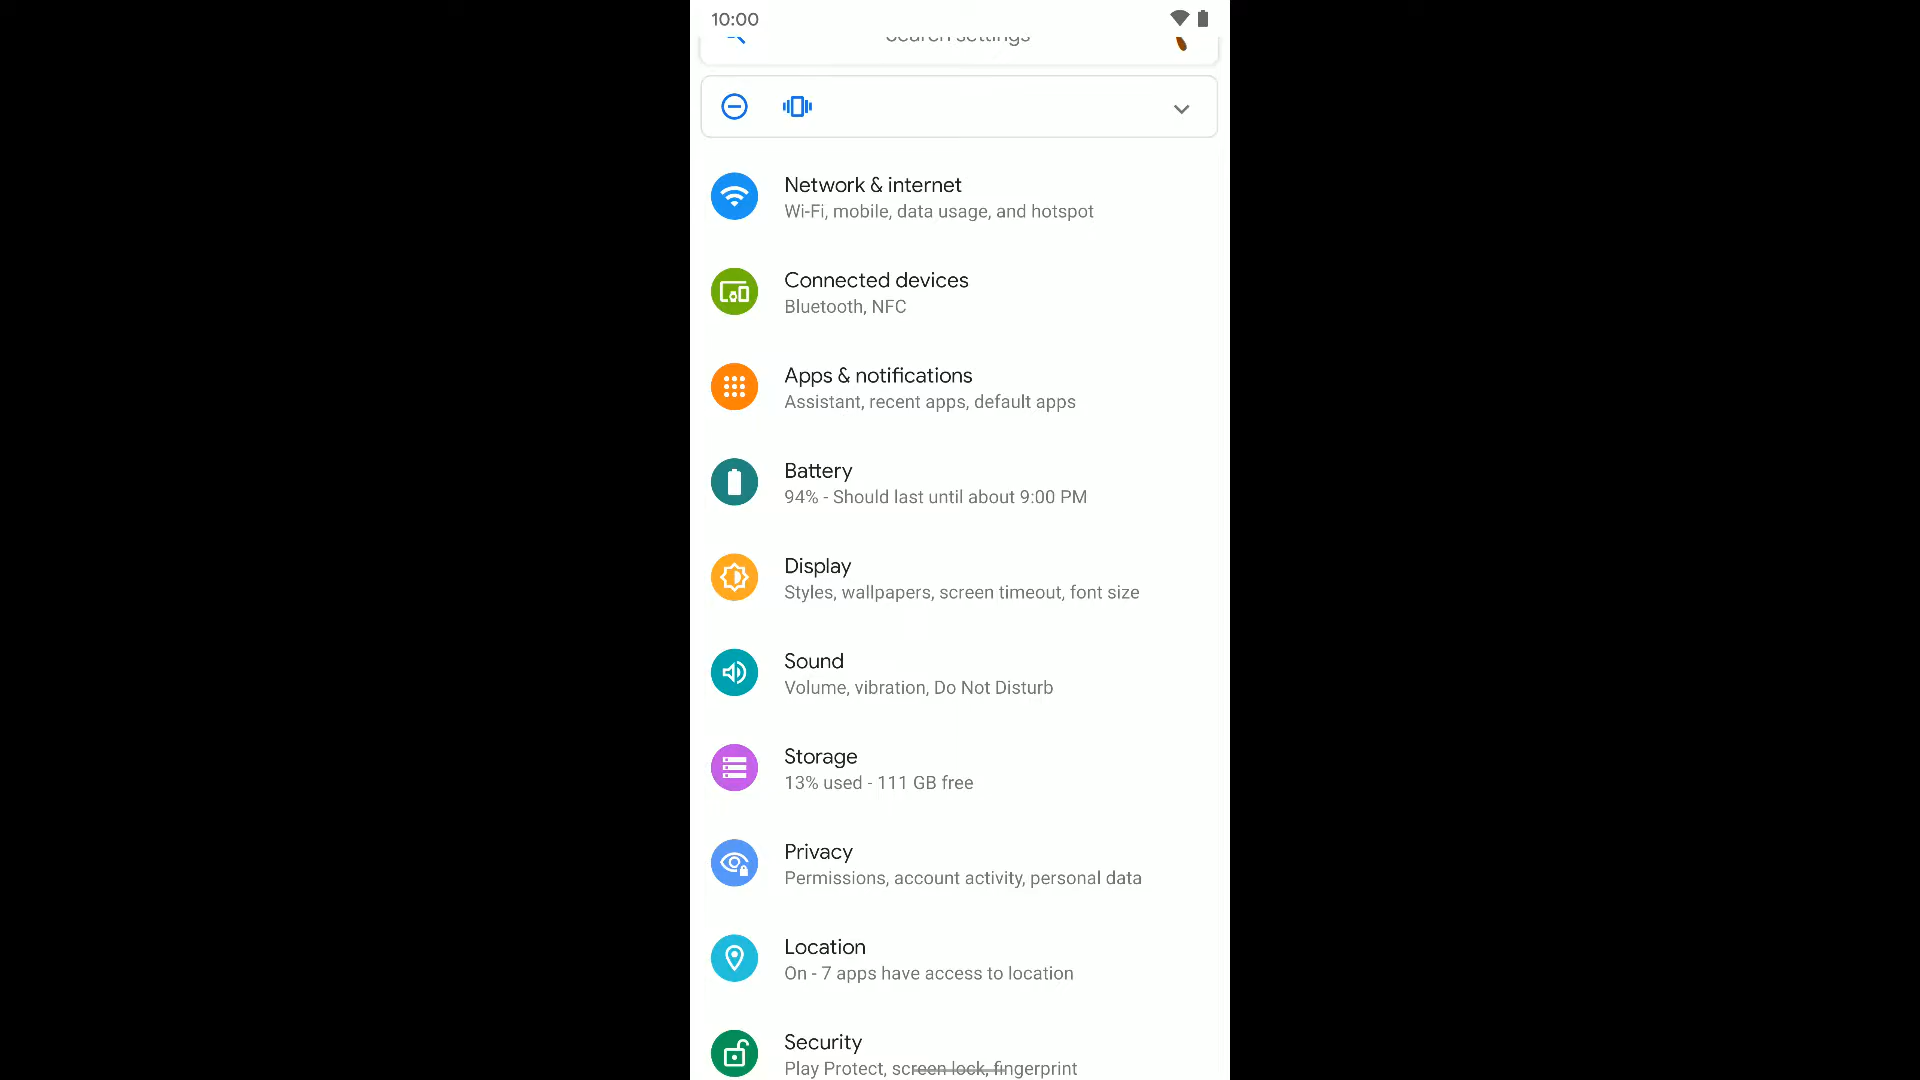 10:00
Search settings
Network & internet
Wi-Fi, mobile, data usage, and hotspot
Connected devices
Bluetooth, NFC
Apps & notifications
Assistant, recent apps, default apps
Battery
94% - Should last until about 9:00 PM
Display
Styles, wallpapers, screen timeout, font size
Sound
Volume, vibration, Do Not Disturb
Storage
13% used - 111 GB free
Privacy
Permissions, account activity, personal data
Location
On - 7 apps have access to location
Security
Play Protect, screen lock, fingerprint